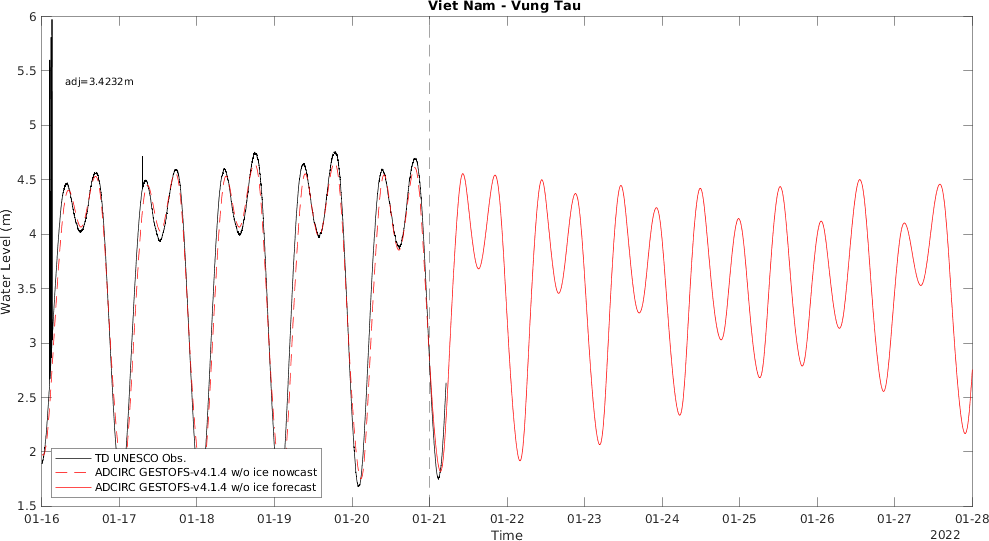 Viet Nam - Vung Tau
6
5.5
5
4.5
4
3.5
3
2.5
2
1.5
Water Level (m)
adj=3.4232m
TD UNESCO Obs.
ADCIRC GESTOFS-v4.1.4 w/o ice nowcast
ADCIRC GESTOFS-v4.1.4 w/o ice forecast
01-16 01-17 01-18 01-19 01-20 01-21 01-22 01-23 01-24 01-25 01-26 01-27 01-28
Time
2022